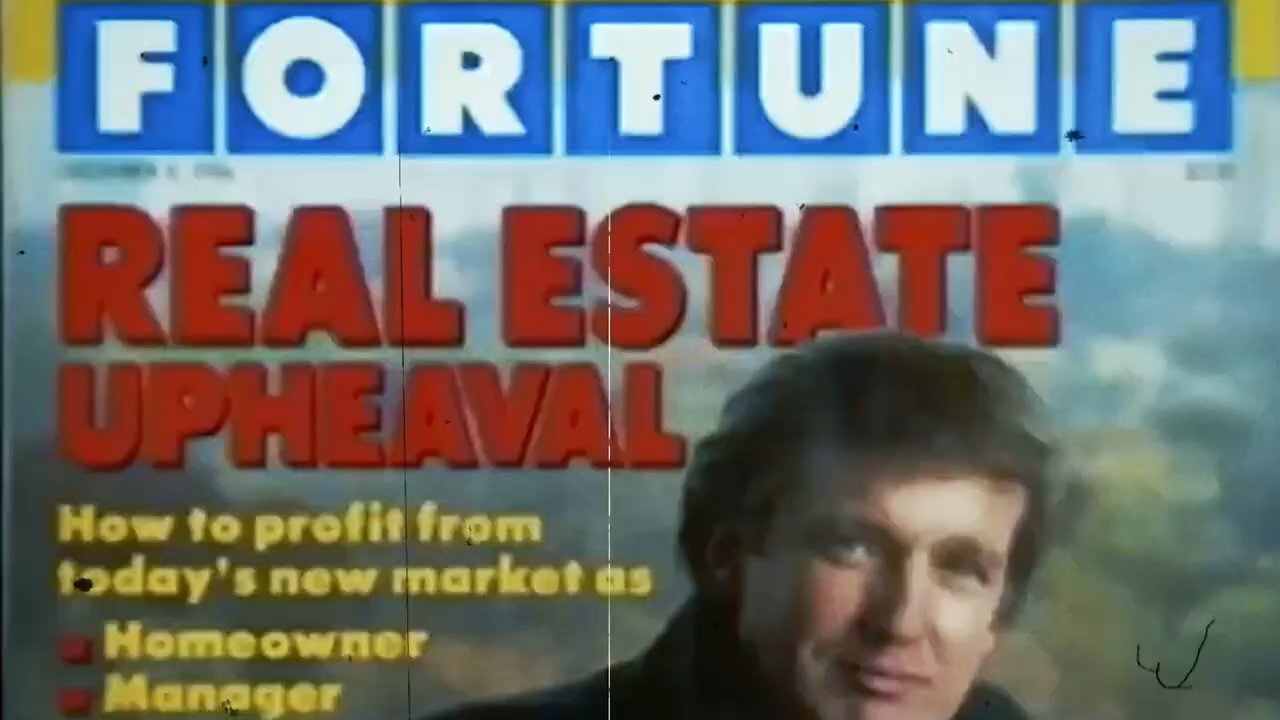 FORTUNE
REAL ESTATE
UPHEAVAL
How to profit from
today's new market as
Homeowner
Manager